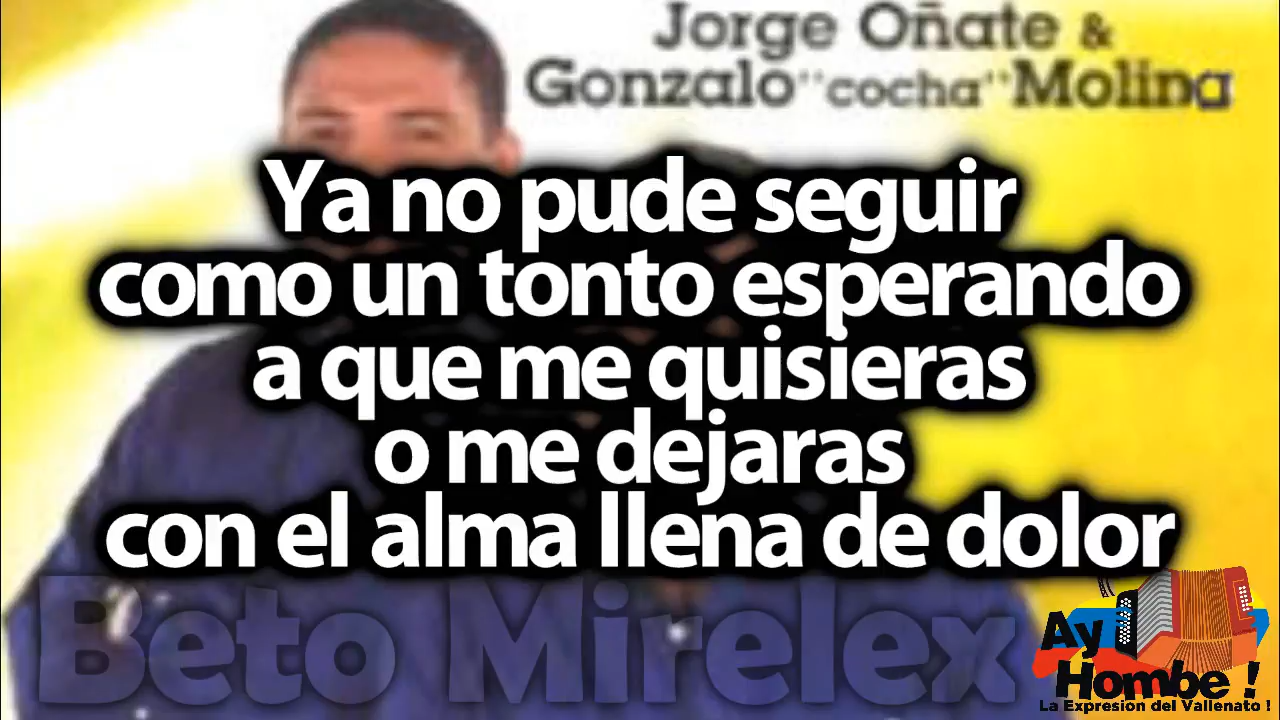 Jorge Oñate &
Gonzalo "cocha" Molina
Ya no pude seguir
como un tonto esperando
a que me quisieras
o me dejaras
con el alma llena de dolor
Beto Mirelex
Ay
Hombe !
La Expresion del Vallenato !